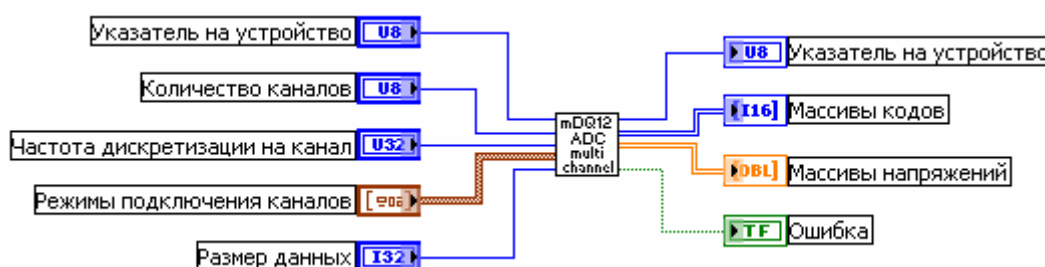 Указатель на устройство
U8
Количество каналов
U8
Частота дискретизации на канал
U32
Режимы подключения каналов
Размер данных
I32
mDQ12
ADC
multi
channel
U8
Указатель на устройство
[I16]
Массивы кодов
[DBL]
Массивы напряжений
TF
Ошибка